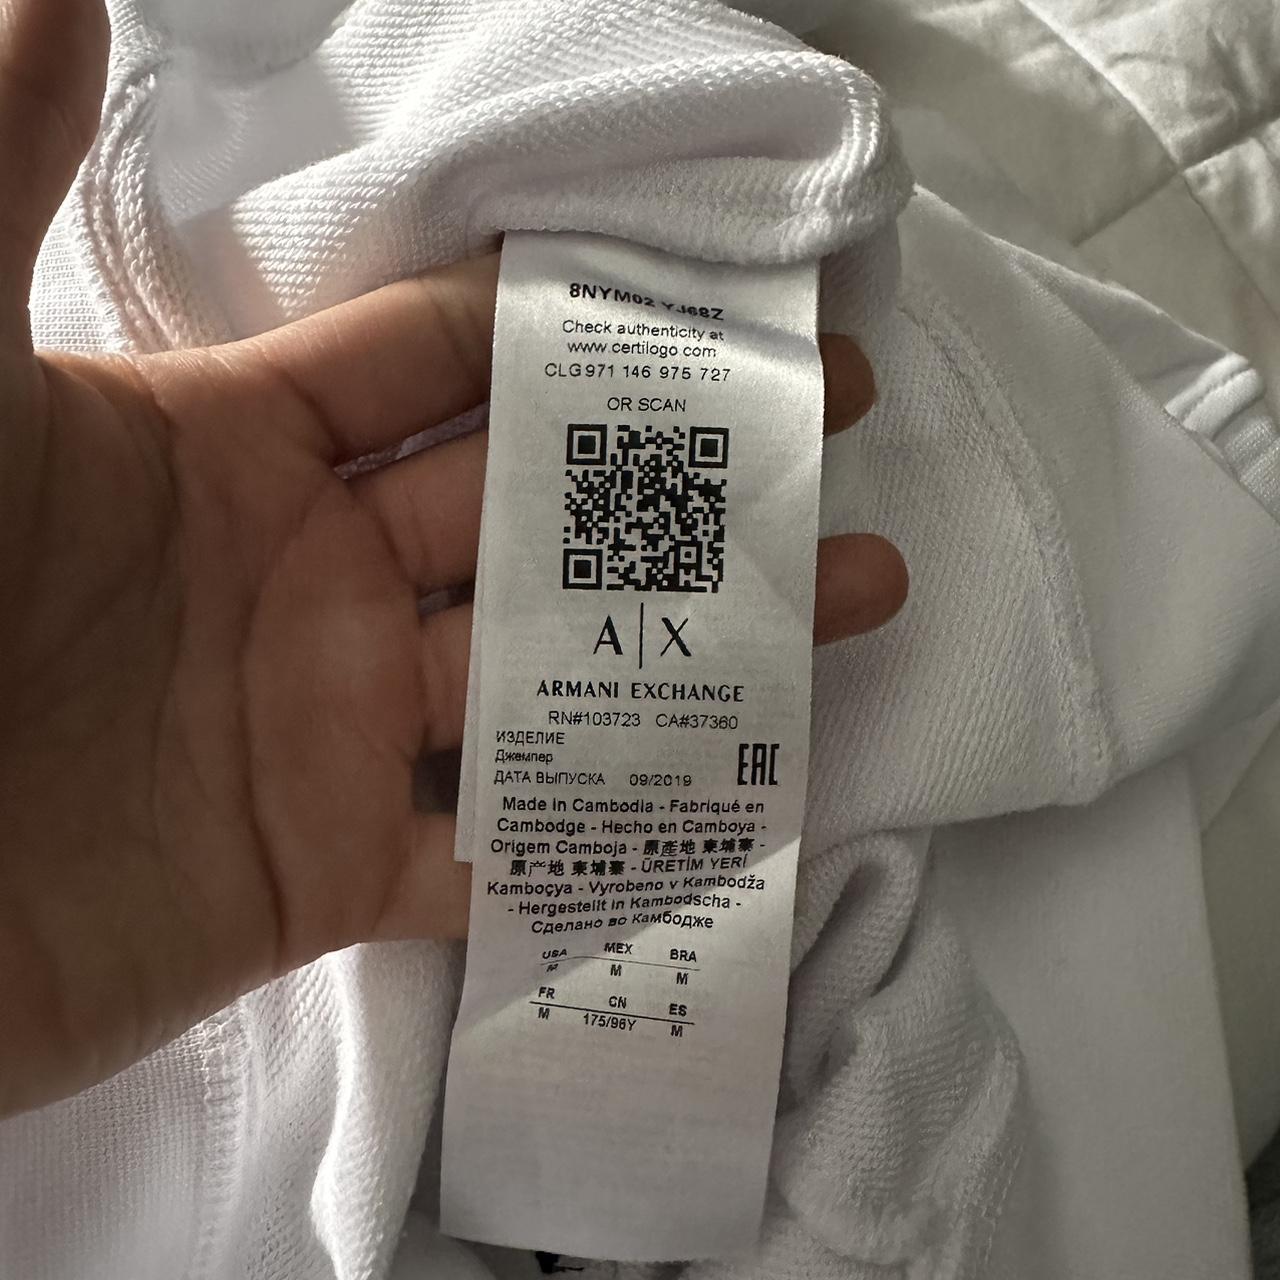 8NYM02 YJ68Z
Check authenticity at
www.certilogo.com
CLG 971 146 975 727
OR SCAN
A|X
ARMANI EXCHANGE
RN#103723 CA#37360
ИЗДЕЛИЕ
Джемпер
ДАТА ВЫПУСКА 09/2019
EAC
Made in Cambodia - Fabriqué en
Cambodge - Hecho en Camboya -
Origem Camboja - 原產地 柬埔寨 -
原产地 柬埔寨 - ÜRETİM YERİ
Kamboçya - Vyrobeno v Kambodža
- Hergestellt in Kambodscha -
Сделано во Камбодже
USA MEX BRA
M M M
FR CN ES
M 175/96Y M